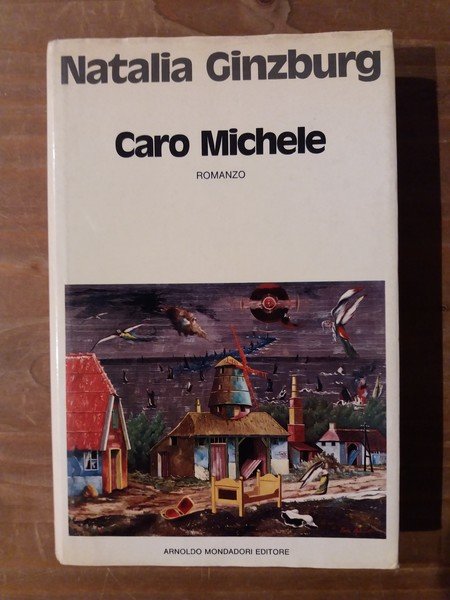 Natalia Ginzburg
Caro Michele
ROMANZO
ARNOLDO MONDADORI EDITORE